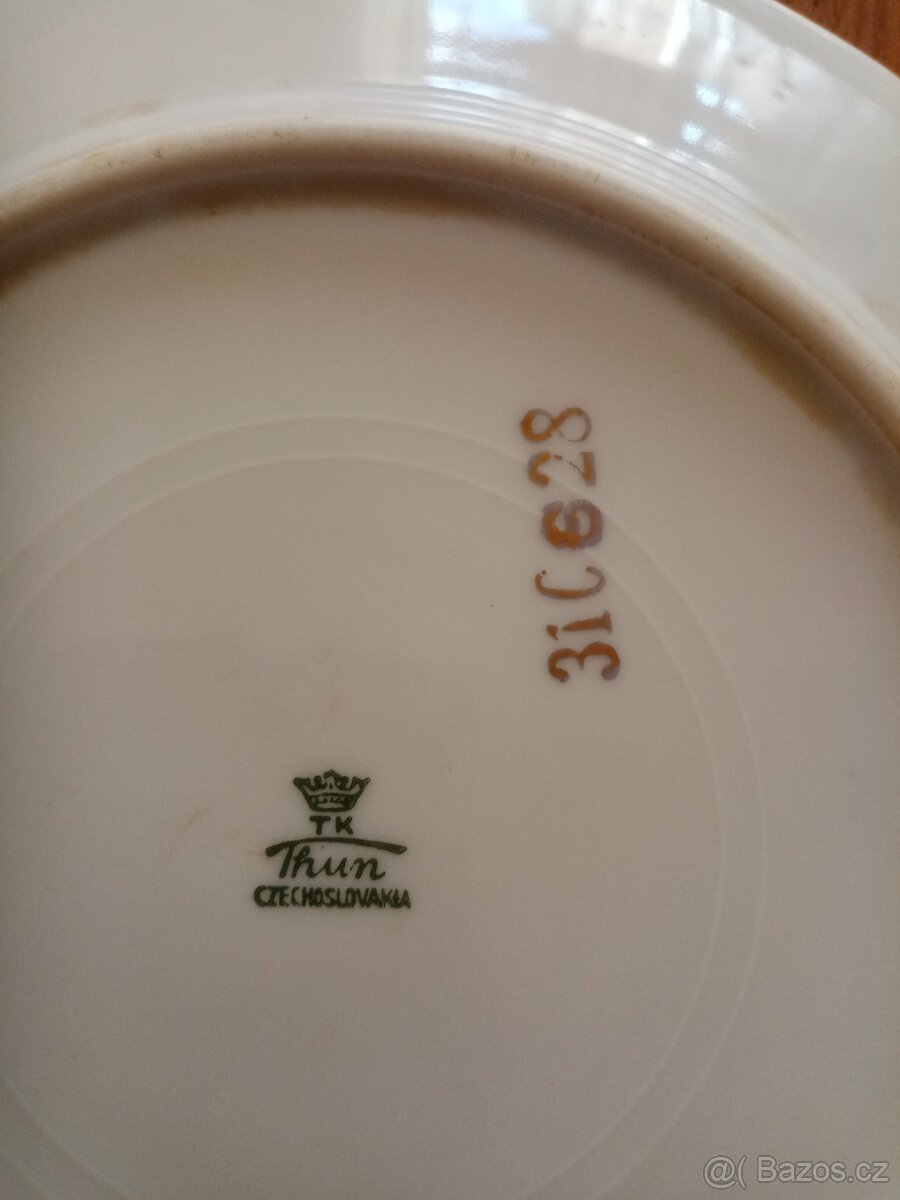 31C628
TK
Thun
CZECHOSLOVAKIA
@( Bazos.cz